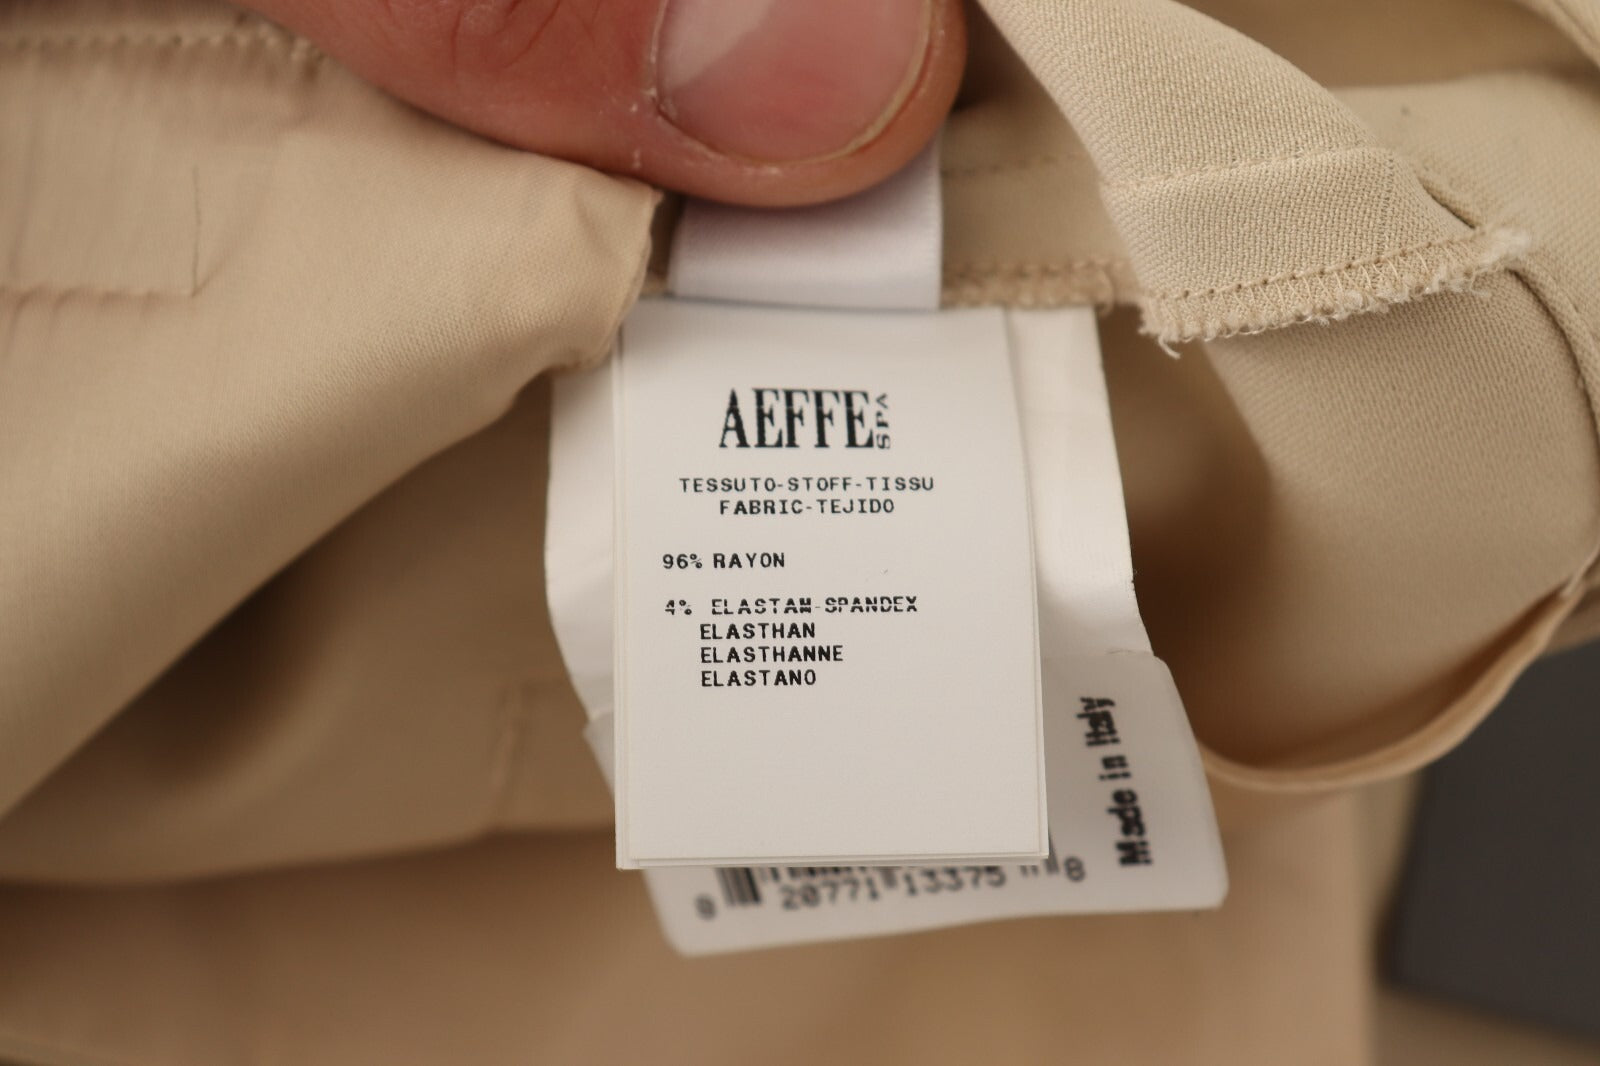 AEFFE SPA
TESSUTO-STOFF-TISSU
FABRIC-TEJIDO
96% RAYON
4% ELASTAM-SPANDEX
ELASTHAN
ELASTHANNE
ELASTANO
Made in Italy
8 20771 13375 8